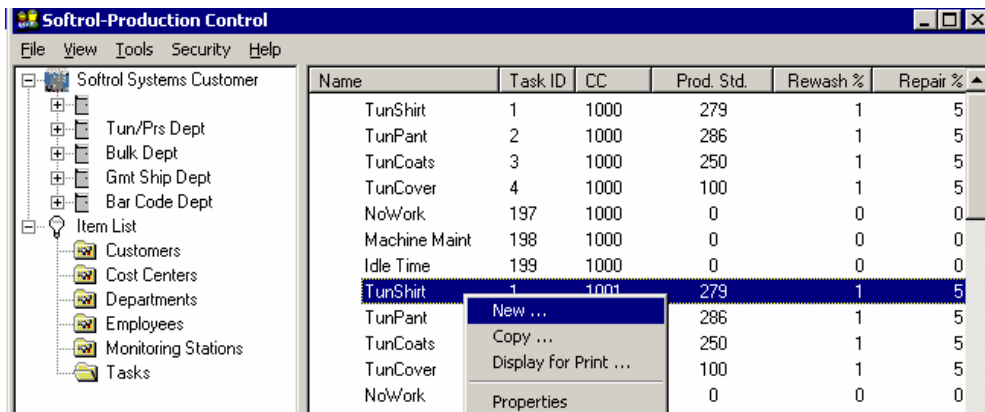 Softrol-Production Control
File View Tools Security Help
Softrol Systems Customer
Tun/Prs Dept
Bulk Dept
Gmt Ship Dept
Bar Code Dept
Item List
Customers
Cost Centers
Departments
Employees
Monitoring Stations
Tasks
Name Task ID CC Prod. Std. Rewash % Repair %
TunShirt 1 1000 279 1 5
TunPant 2 1000 286 1 5
TunCoats 3 1000 250 1 5
TunCover 4 1000 100 1 5
NoWork 197 1000 0 0 0
Machine Maint 198 1000 0 0 0
Idle Time 199 1000 0 0 0
TunShirt 1 1001 279 1 5
TunPant 286 1 5
TunCoats 250 1 5
TunCover 100 1 5
NoWork 0 0 0
New ...
Copy ...
Display for Print ...
Properties